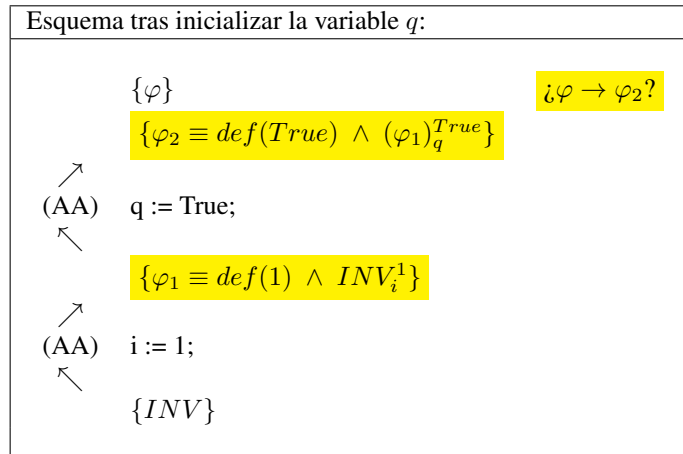 Esquema tras inicializar la variable q:
{φ} ¿φ → φ₂?
{φ₂ ≡ def(True) ∧ (φ₁)_q^True}
(AA) q := True;
{φ₁ ≡ def(1) ∧ INV_i^1}
(AA) i := 1;
{INV}